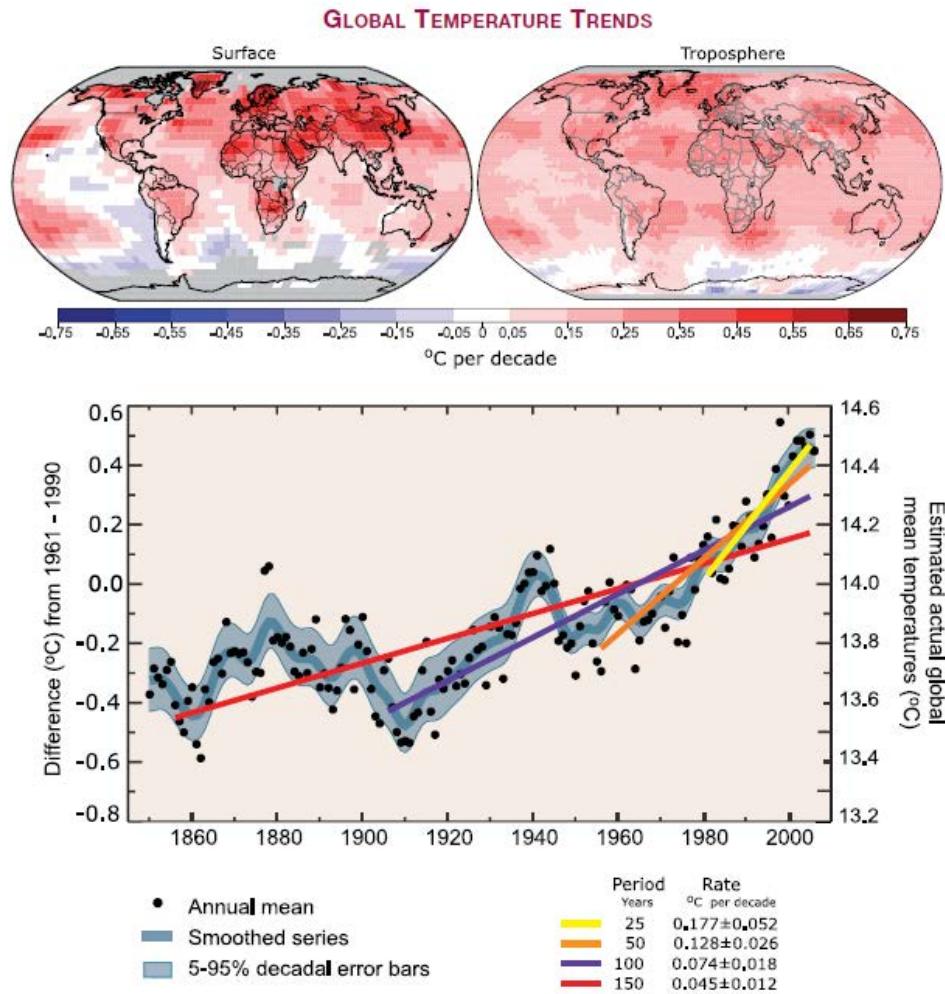 GLOBAL TEMPERATURE TRENDS
Surface
Troposphere
-0.75 -0.65 -0.55 -0.45 -0.35 -0.25 -0.15 -0.05 0 0.05 0.15 0.25 0.35 0.45 0.55 0.65 0.75
°C per decade
Difference (°C) from 1961 - 1990
0.6
0.4
0.2
0.0
-0.2
-0.4
-0.6
-0.8
14.6
14.4
14.2
14.0
13.8
13.6
13.4
13.2
Estimated actual global
mean temperatures (°C)
1860 1880 1900 1920 1940 1960 1980 2000
Annual mean
Smoothed series
5-95% decadal error bars
Period Rate
Years °C per decade
25 0.177±0.052
50 0.128±0.026
100 0.074±0.018
150 0.045±0.012